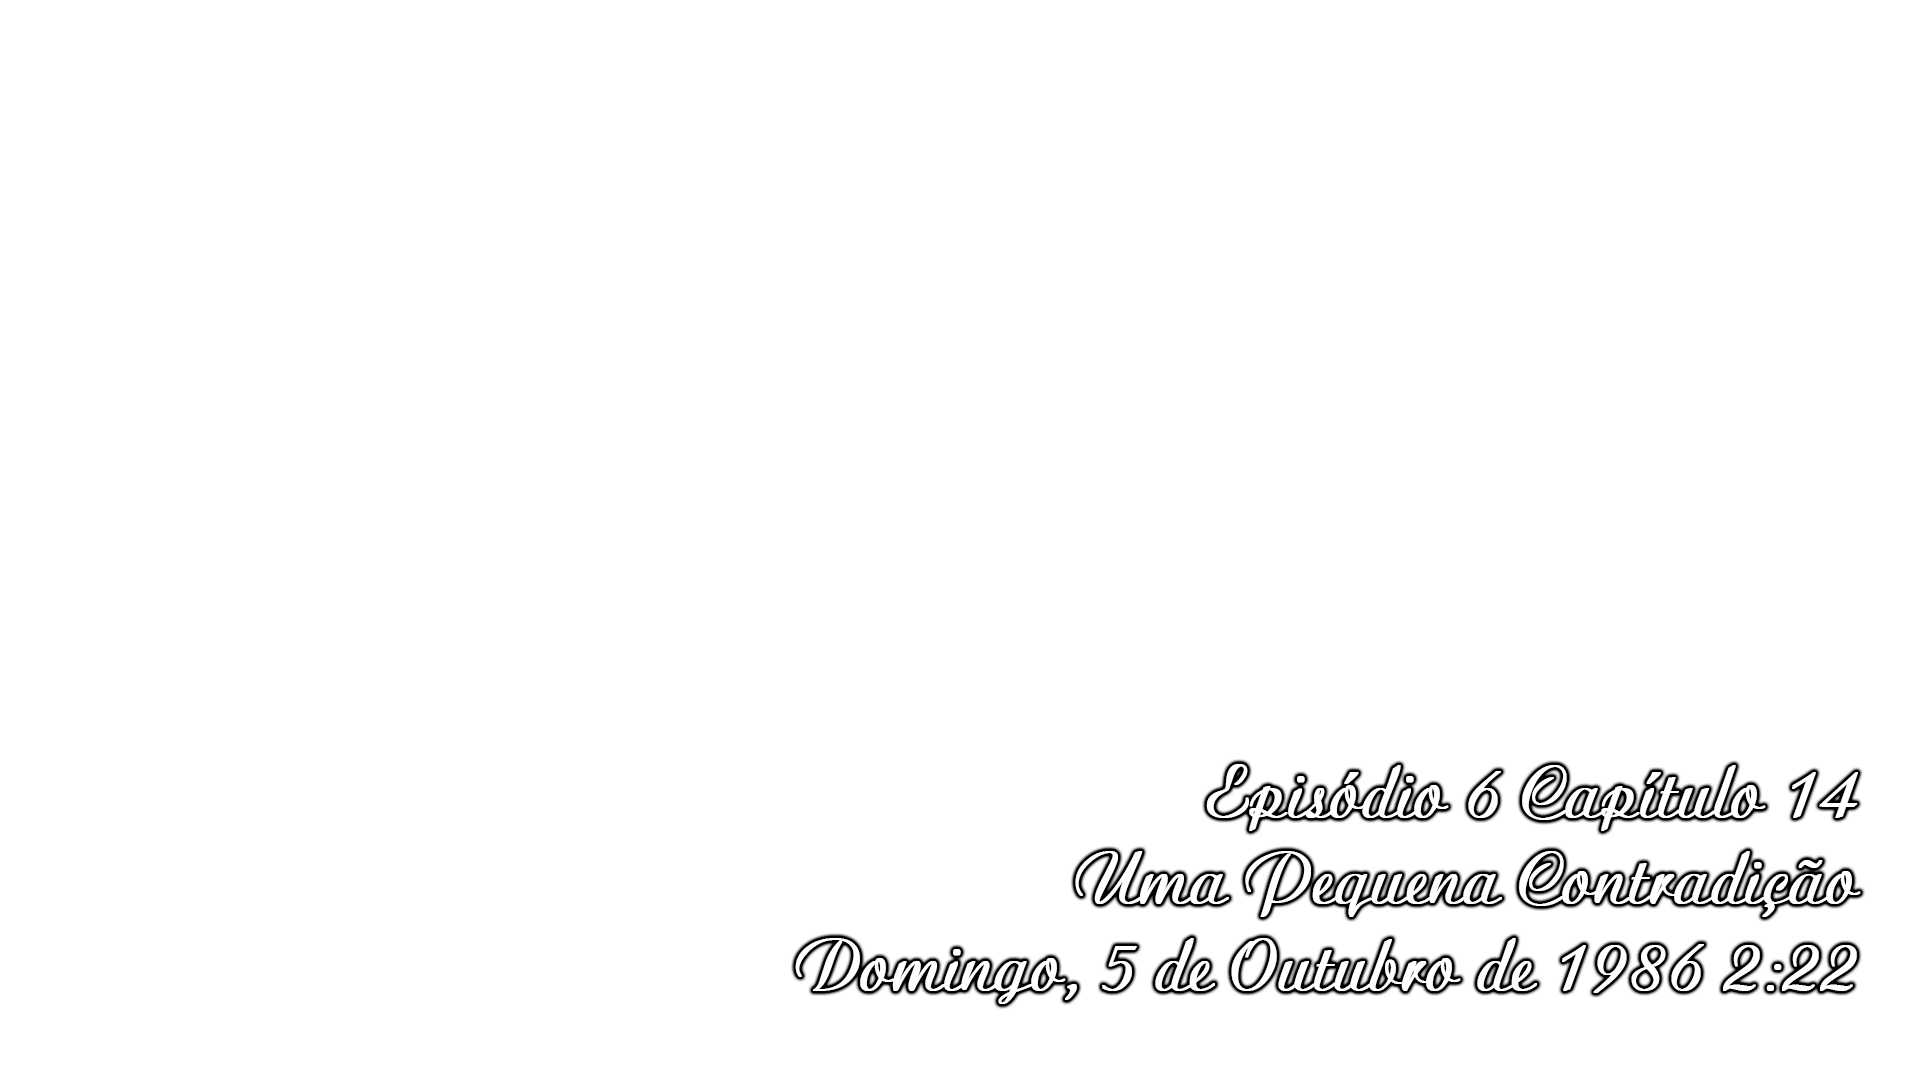 Episódio 6 Capítulo 14
Uma Pequena Contradição
Domingo, 5 de Outubro de 1986 2:22